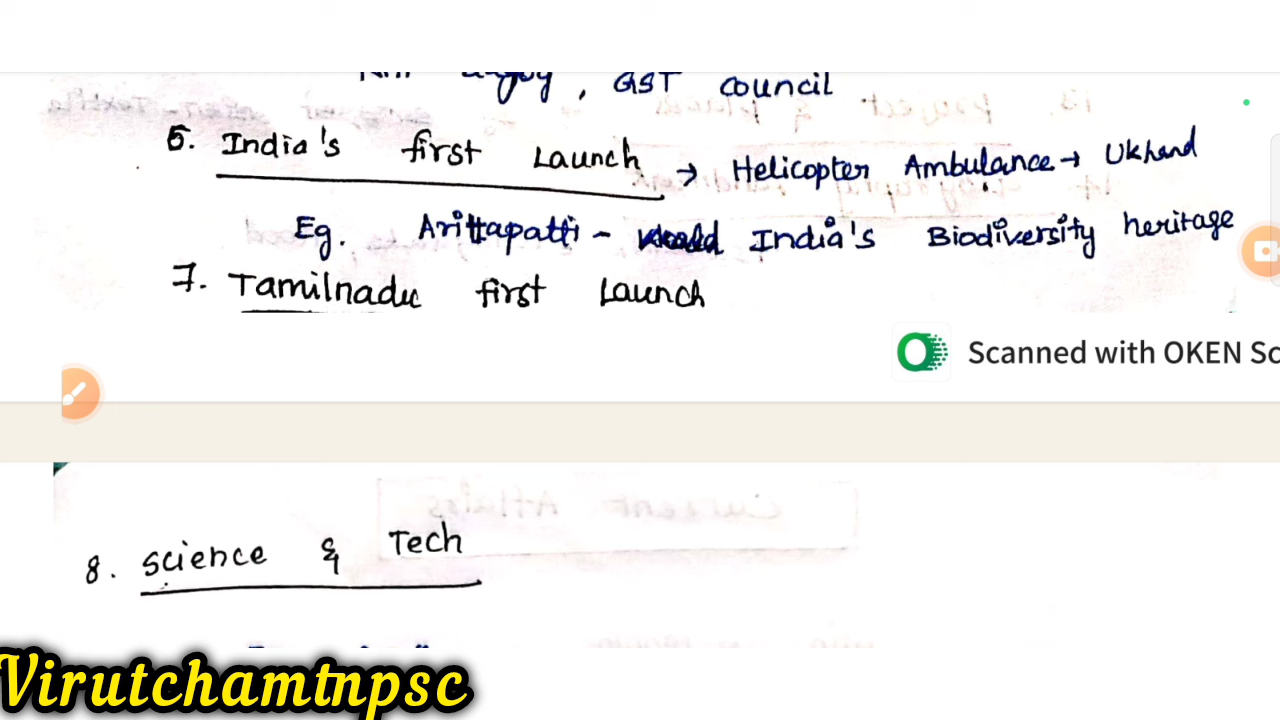 , GST council
6. India's first Launch → Helicopter Ambulance → Ukhand
Eg. Arittapatti - India's Biodiversity heritage
7. Tamilnadu first Launch
Scanned with OKEN Sc
8. science & Tech
Virutchamtnpsc